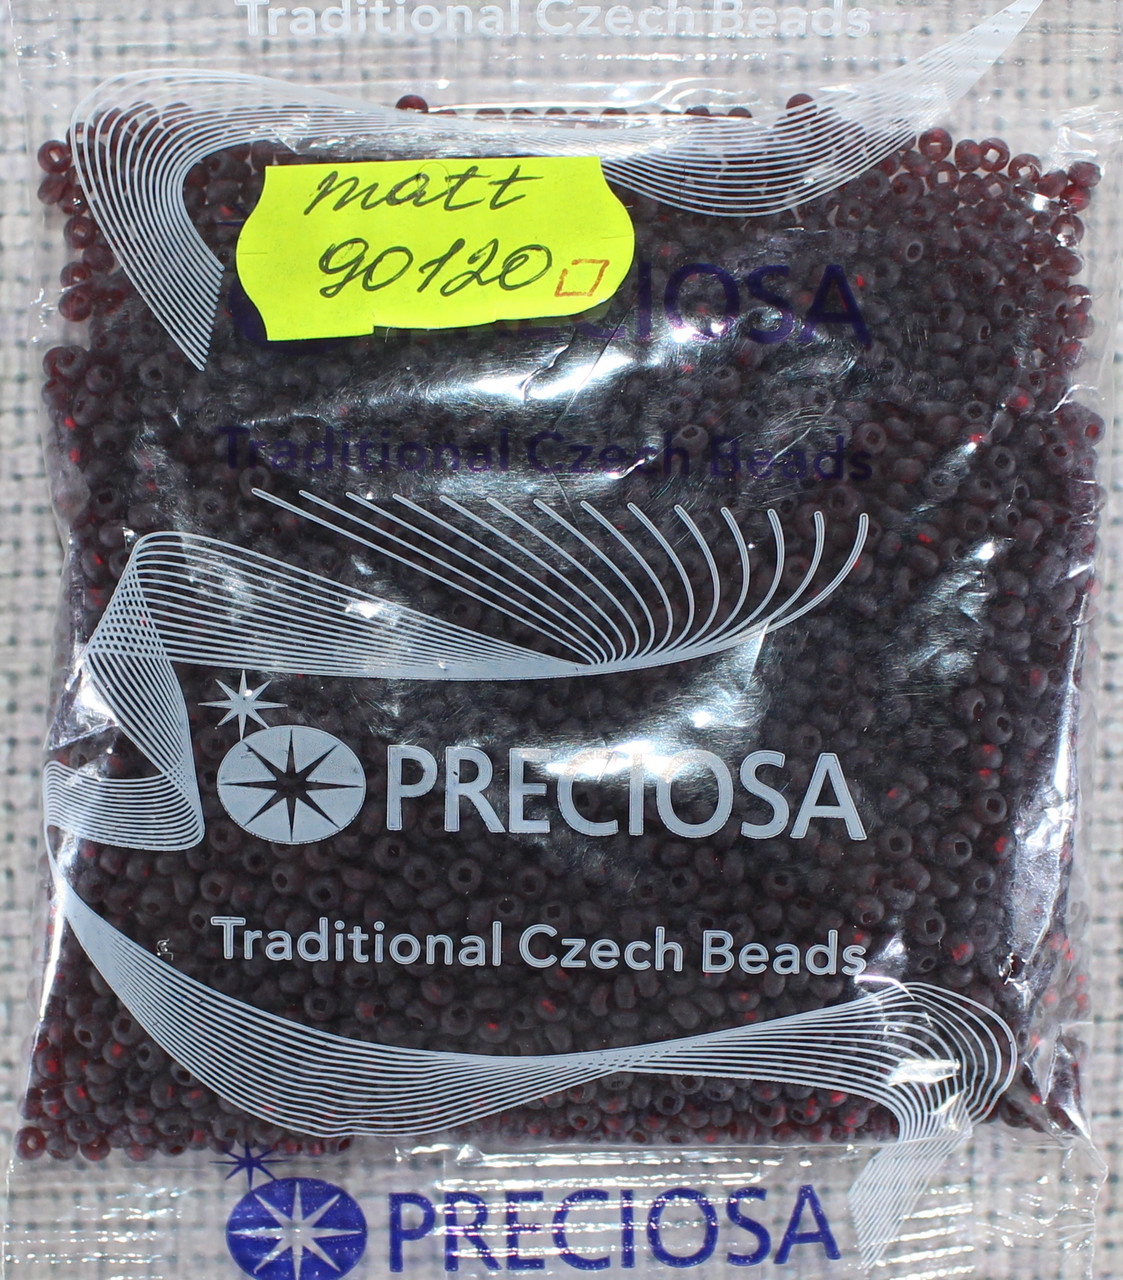 Traditional Czech Beads
matt
90120
PRECIOSA
Traditional Czech Beads
PRECIOSA
Traditional Czech Beads
PRECIOSA